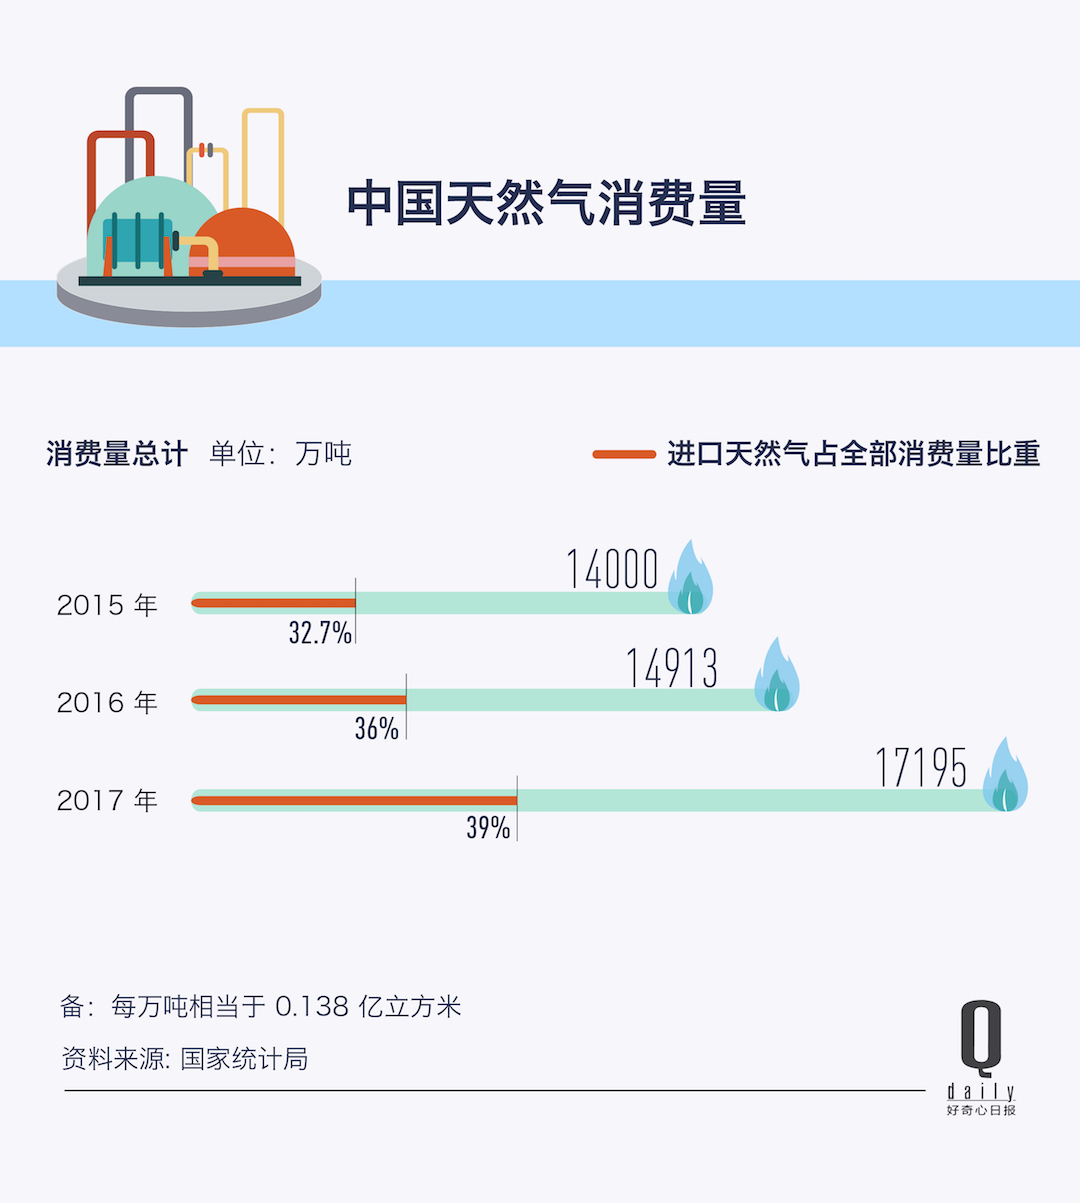 中国天然气消费量
消费量总计 单位：万吨
进口天然气占全部消费量比重
14000
2015 年
32.7%
14913
2016 年
36%
17195
2017 年
39%
备：每万吨相当于 0.138 亿立方米
资料来源: 国家统计局
Q
daily
好奇心日报